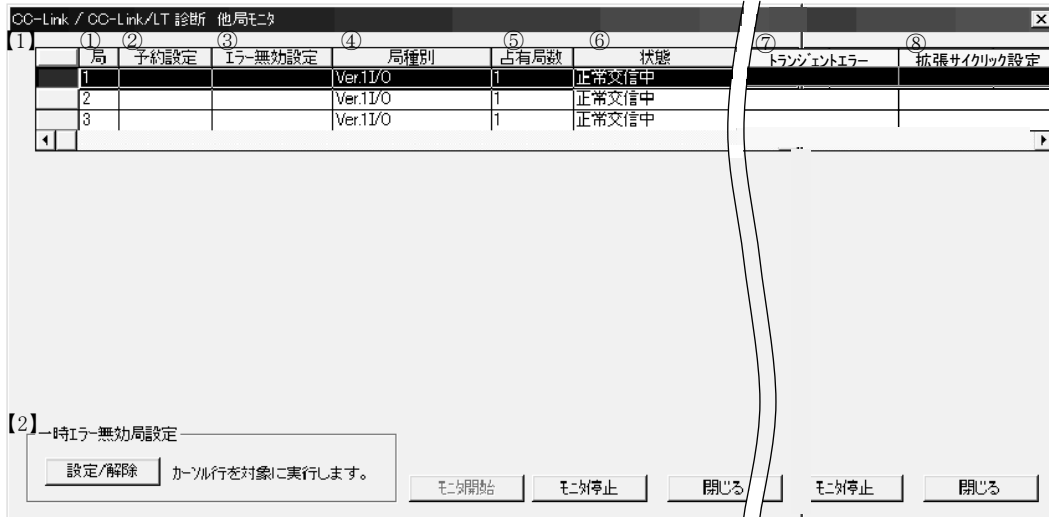 CC-Link / CC-Link/LT 診断 他局モニタ
【1】 ① ② ③ ④ ⑤ ⑥ ⑦ ⑧
局 予約設定 エラー無効設定 局種別 占有局数 状態 トランジェントエラー 拡張サイクリック設定
1 Ver.1I/O 1 正常交信中
2 Ver.1I/O 1 正常交信中
3 Ver.1I/O 1 正常交信中
【2】
一時エラー無効局設定
設定/解除 カーソル行を対象に実行します。
モニタ開始 モニタ停止 閉じる モニタ停止 閉じる